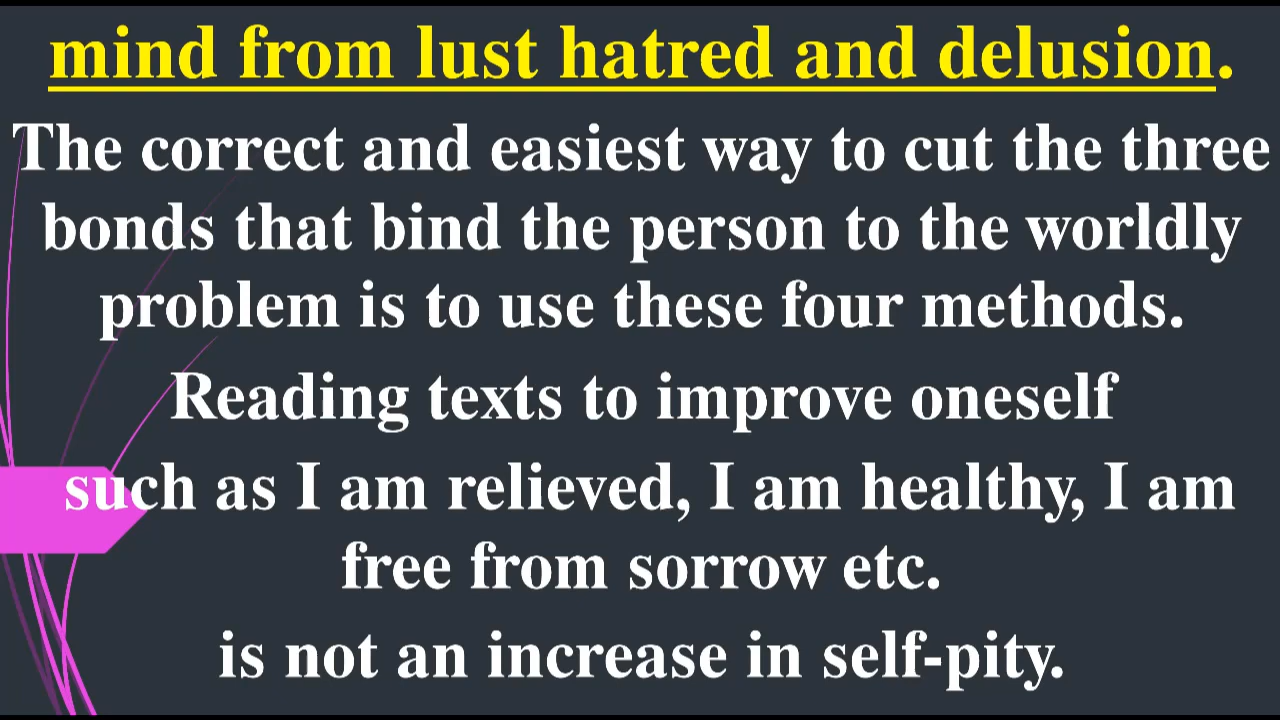 mind from lust hatred and delusion.
The correct and easiest way to cut the three
bonds that bind the person to the worldly
problem is to use these four methods.
Reading texts to improve oneself
such as I am relieved, I am healthy, I am
free from sorrow etc.
is not an increase in self-pity.